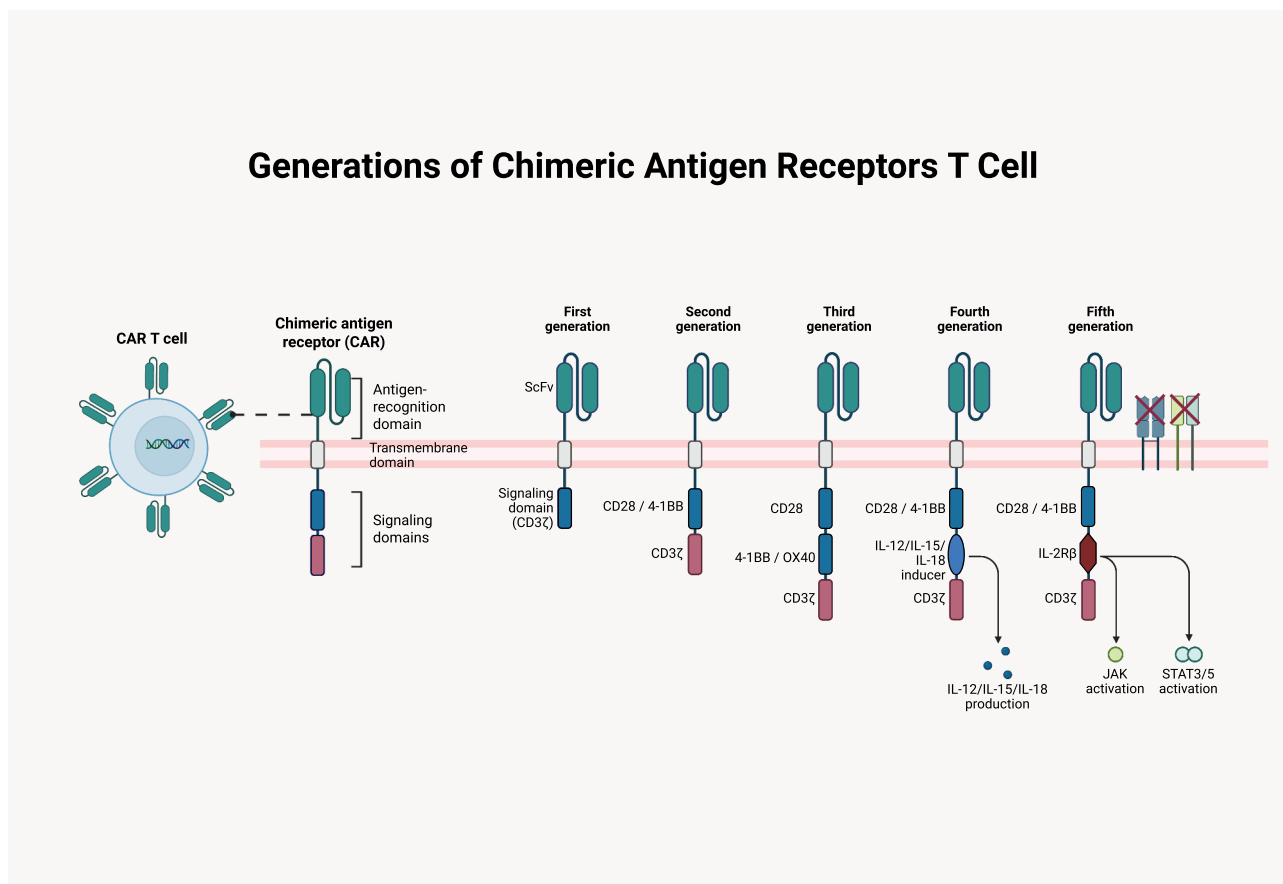 Generations of Chimeric Antigen Receptors T Cell
CAR T cell
Chimeric antigen
receptor (CAR)
Antigen-
recognition
domain
Transmembrane
domain
Signaling
domains
First
generation
ScFv
Signaling
domain
(CD3ζ)
Second
generation
CD28 / 4-1BB
CD3ζ
Third
generation
CD28
4-1BB / OX40
CD3ζ
Fourth
generation
CD28 / 4-1BB
IL-12/IL-15/
IL-18
inducer
CD3ζ
IL-12/IL-15/IL-18
production
Fifth
generation
CD28 / 4-1BB
IL-2Rβ
CD3ζ
JAK
activation
STAT3/5
activation